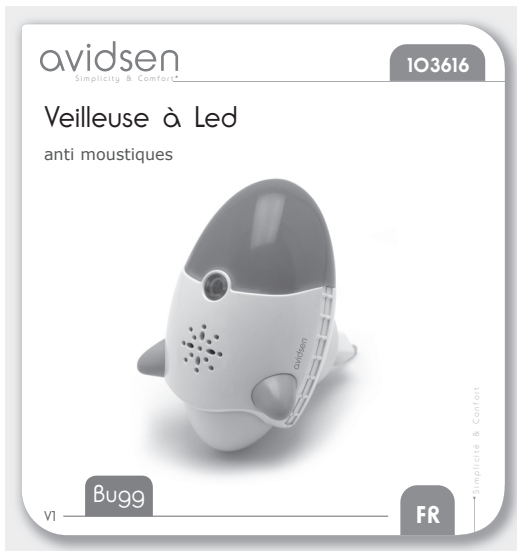 avidsen
Simplicity & Comfort
103616
Veilleuse à Led
anti moustiques
avidsen
Simplicité & Confort
Bugg
V1
FR